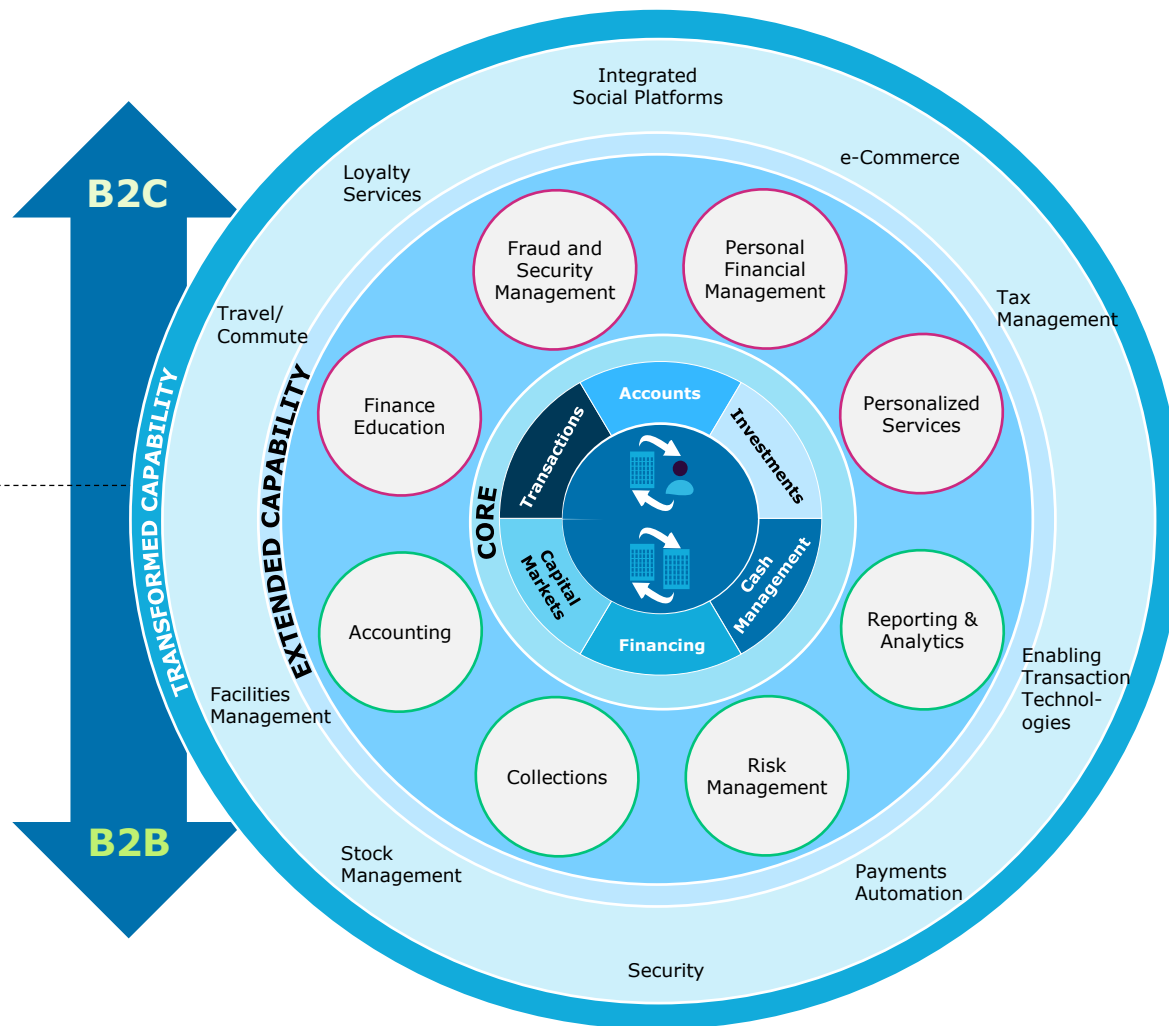 Integrated
Social Platforms
e-Commerce
Loyalty
Services
B2C
Fraud and
Security
Management
Personal
Financial
Management
Travel/
Commute
Tax
Management
Finance
Education
Personalized
Services
Accounts
Transactions
Investments
TRANSFORMED CAPABILITY
EXTENDED CAPABILITY
CORE
Capital
Markets
Cash
Management
Financing
Accounting
Reporting &
Analytics
Facilities
Management
Enabling
Transaction
Technol-
ogies
Collections
Risk
Management
B2B
Stock
Management
Payments
Automation
Security